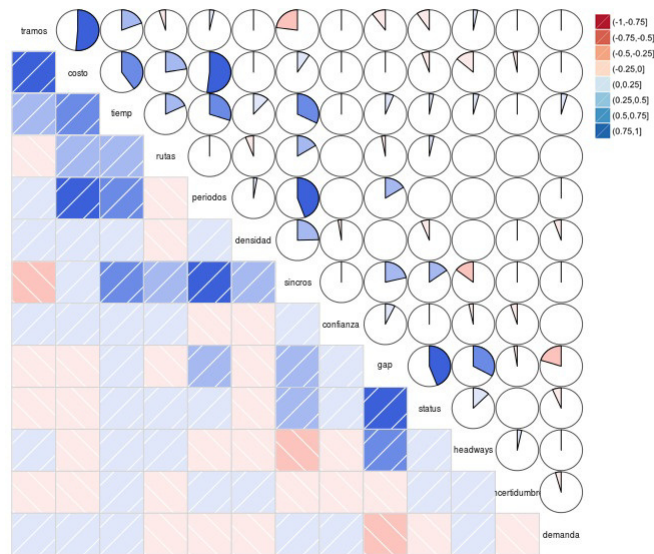 tramos
costo
tiemp
rutas
periodos
densidad
sincros
confianza
gap
status
headways
ncertidumbr
demanda
(-1,-0.75]
(-0.75,-0.5]
(-0.5,-0.25]
(-0.25,0]
(0,0.25]
(0.25,0.5]
(0.5,0.75]
(0.75,1]